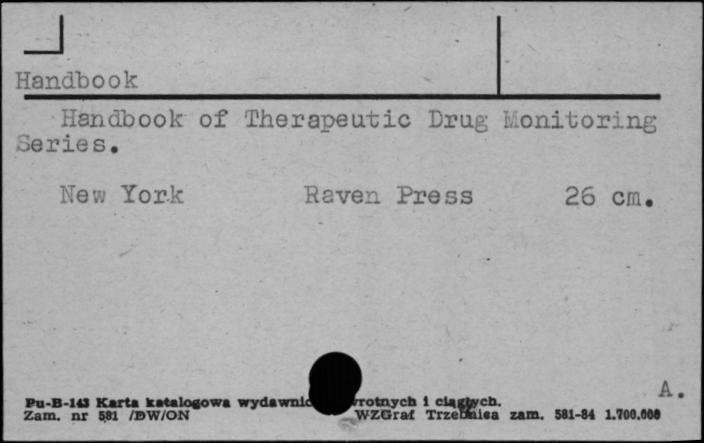 Handbook
Handbook of Therapeutic Drug Monitoring
Series.
New York Raven Press 26 cm.
A.
Pu-B-143 Karta katalogowa wydawnic wrotnych i ciągłych.
Zam. nr 581 /DW/ON WZGraf Trzebnica zam. 581-84 1.700.000